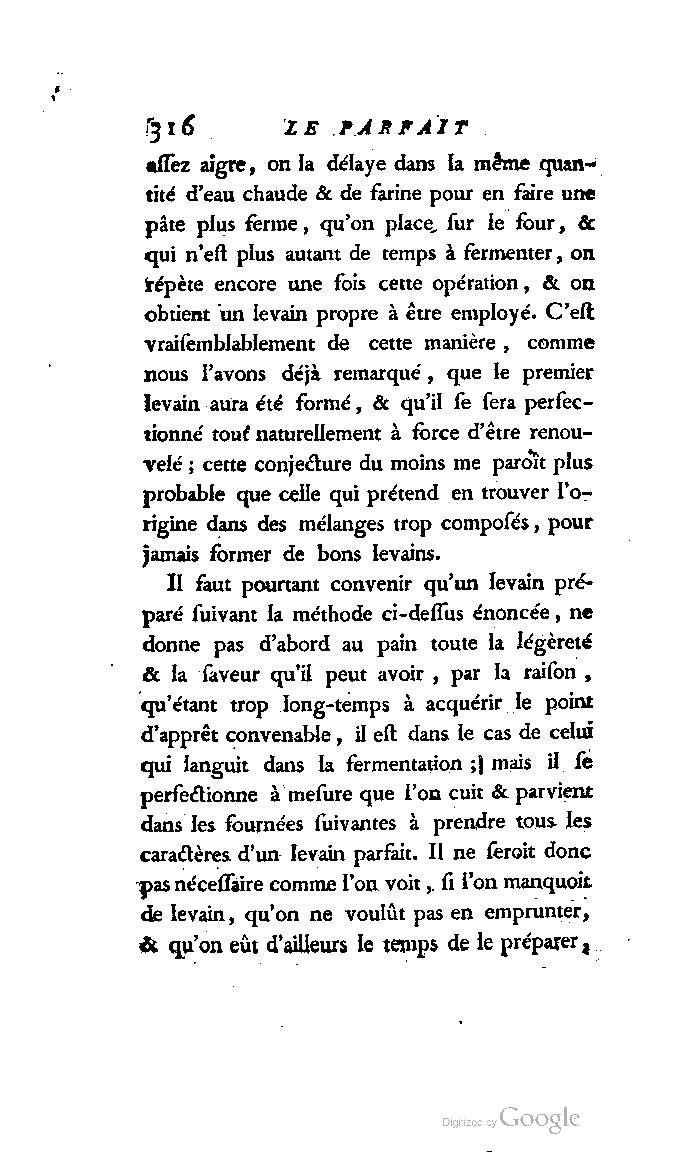 316 LE PARFAIT
aſſez aigre, on la délaye dans la même quan-
tité d'eau chaude & de farine pour en faire une
pâte plus ferme, qu'on place ſur le four, &
qui n'eſt plus autant de temps à fermenter, on
répète encore une fois cette opération, & on
obtient un levain propre à être employé. C'eſt
vraiſemblablement de cette manière, comme
nous l'avons déjà remarqué, que le premier
levain aura été formé, & qu'il ſe ſera perfec-
tionné tout naturellement à force d'être renou-
velé ; cette conjecture du moins me paroît plus
probable que celle qui prétend en trouver l'o-
rigine dans des mélanges trop compoſés, pour
jamais former de bons levains.
Il faut pourtant convenir qu'un levain pré-
paré ſuivant la méthode ci-deſſus énoncée, ne
donne pas d'abord au pain toute la légèreté
& la ſaveur qu'il peut avoir, par la raiſon,
qu'étant trop long-temps à acquérir le point
d'apprêt convenable, il eſt dans le cas de celui
qui languit dans la fermentation ; mais il ſe
perfectionne à meſure que l'on cuit & parvient
dans les fournées ſuivantes à prendre tous les
caractères d'un levain parfait. Il ne ſeroit donc
pas néceſſaire comme l'on voit, ſi l'on manquoit
de levain, qu'on ne voulût pas en emprunter,
& qu'on eût d'ailleurs le temps de le préparer,
Digitized by Google